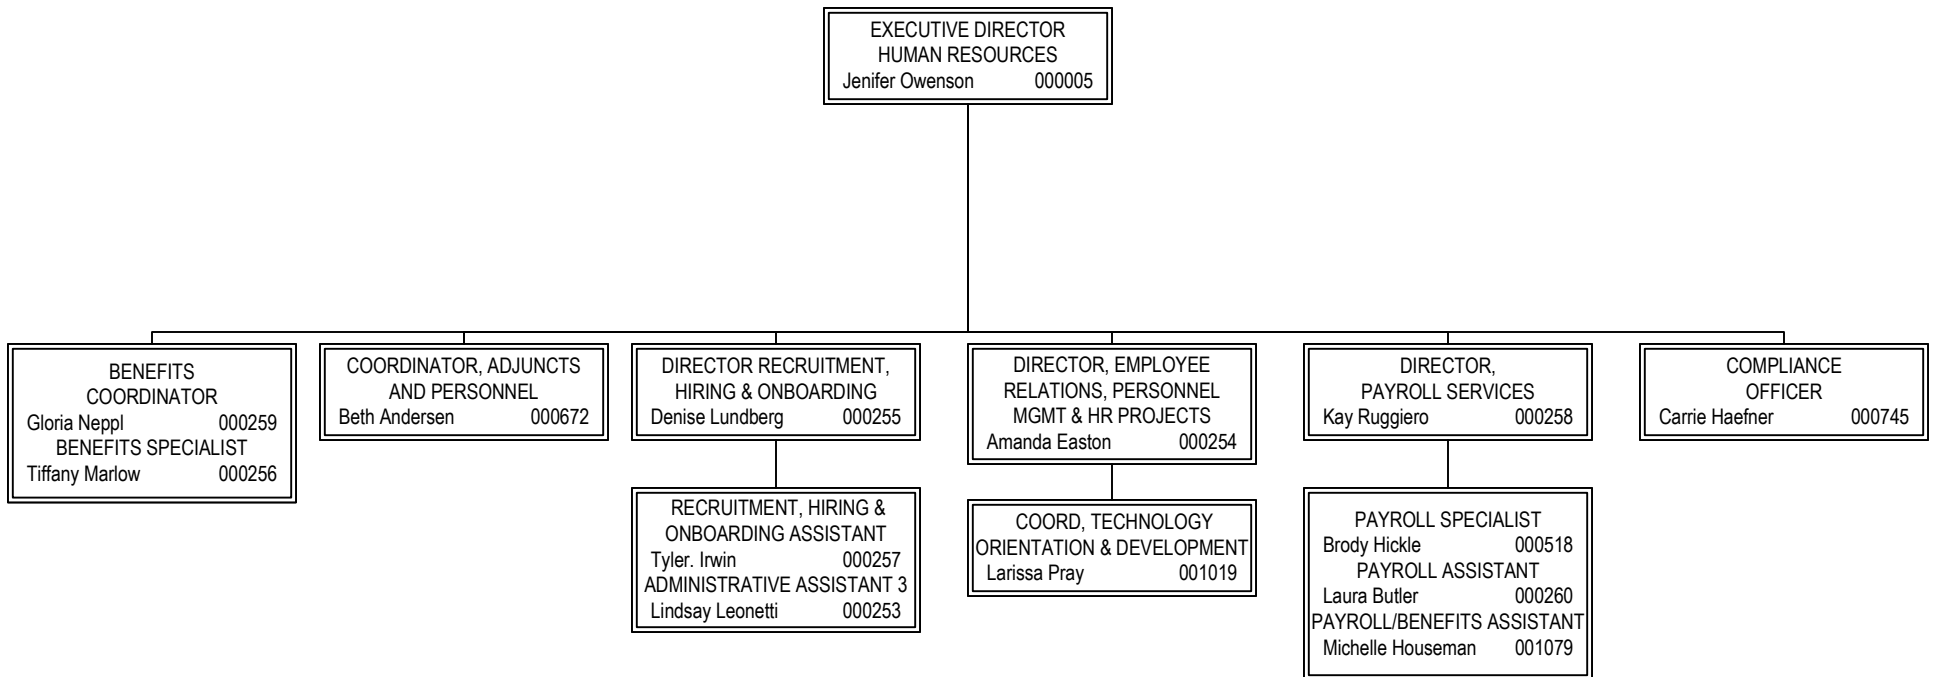 EXECUTIVE DIRECTOR
HUMAN RESOURCES
Jenifer Owenson 000005
BENEFITS
COORDINATOR
Gloria Neppl 000259
BENEFITS SPECIALIST
Tiffany Marlow 000256
COORDINATOR, ADJUNCTS
AND PERSONNEL
Beth Andersen 000672
DIRECTOR RECRUITMENT,
HIRING & ONBOARDING
Denise Lundberg 000255
DIRECTOR, EMPLOYEE
RELATIONS, PERSONNEL
MGMT & HR PROJECTS
Amanda Easton 000254
DIRECTOR,
PAYROLL SERVICES
Kay Ruggiero 000258
COMPLIANCE
OFFICER
Carrie Haefner 000745
RECRUITMENT, HIRING &
ONBOARDING ASSISTANT
Tyler. Irwin 000257
ADMINISTRATIVE ASSISTANT 3
Lindsay Leonetti 000253
COORD, TECHNOLOGY
ORIENTATION & DEVELOPMENT
Larissa Pray 001019
PAYROLL SPECIALIST
Brody Hickle 000518
PAYROLL ASSISTANT
Laura Butler 000260
PAYROLL/BENEFITS ASSISTANT
Michelle Houseman 001079